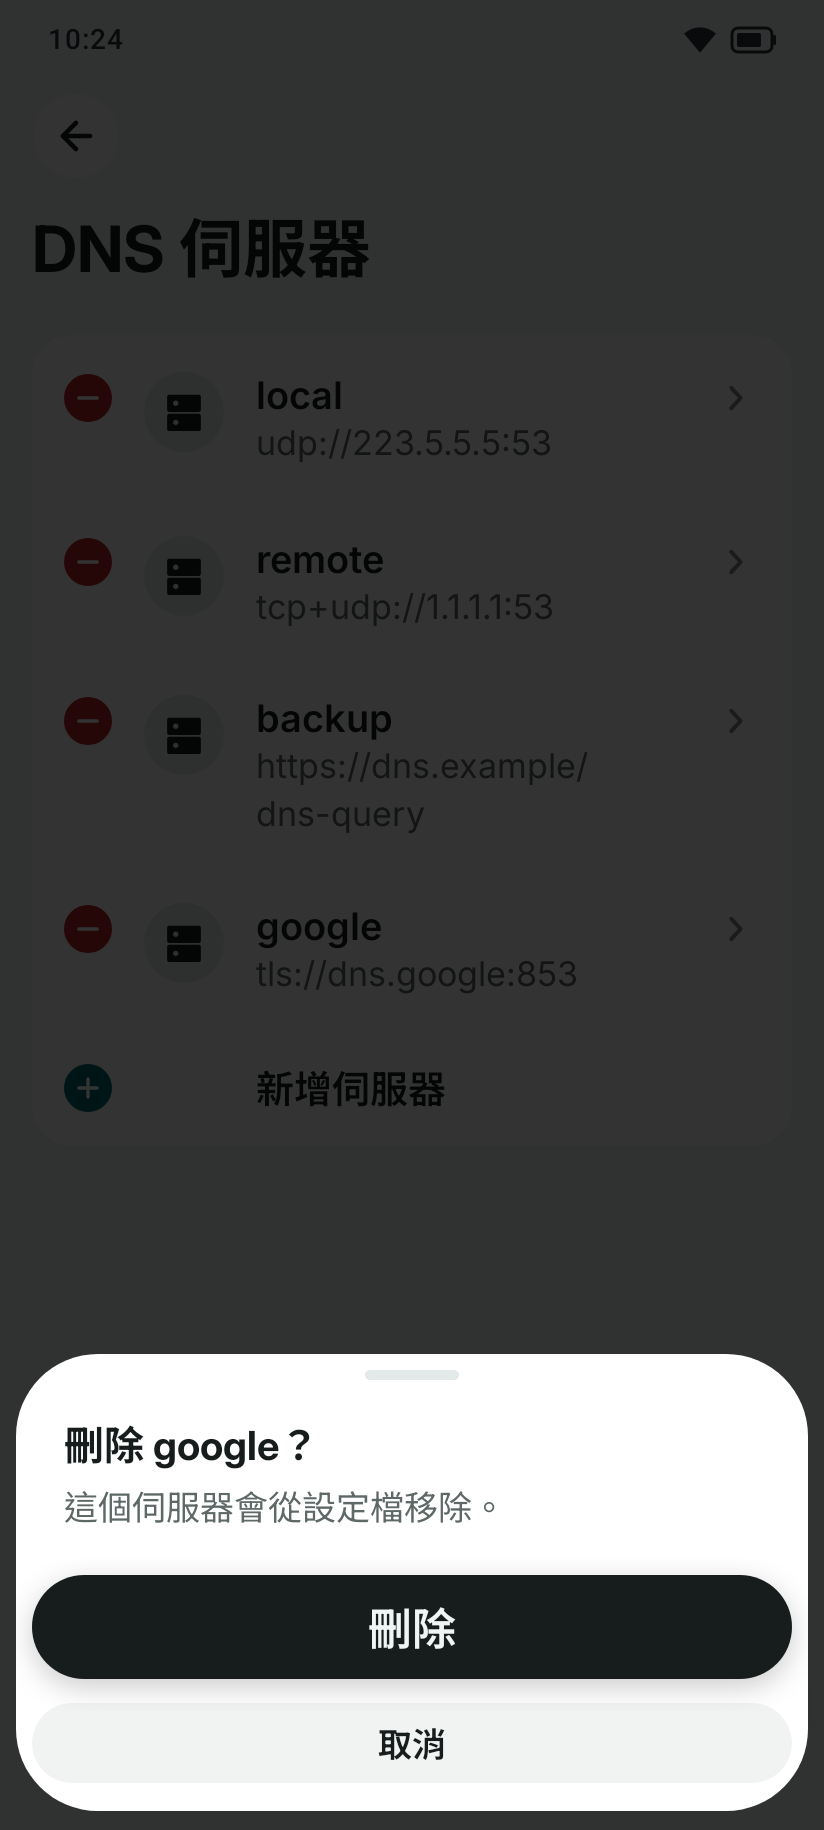 10:24
DNS 伺服器
local
udp://223.5.5.5:53
remote
tcp+udp://1.1.1.1:53
backup
https://dns.example/
dns-query
google
tls://dns.google:853
新增伺服器
刪除 google？
這個伺服器會從設定檔移除。
刪除
取消